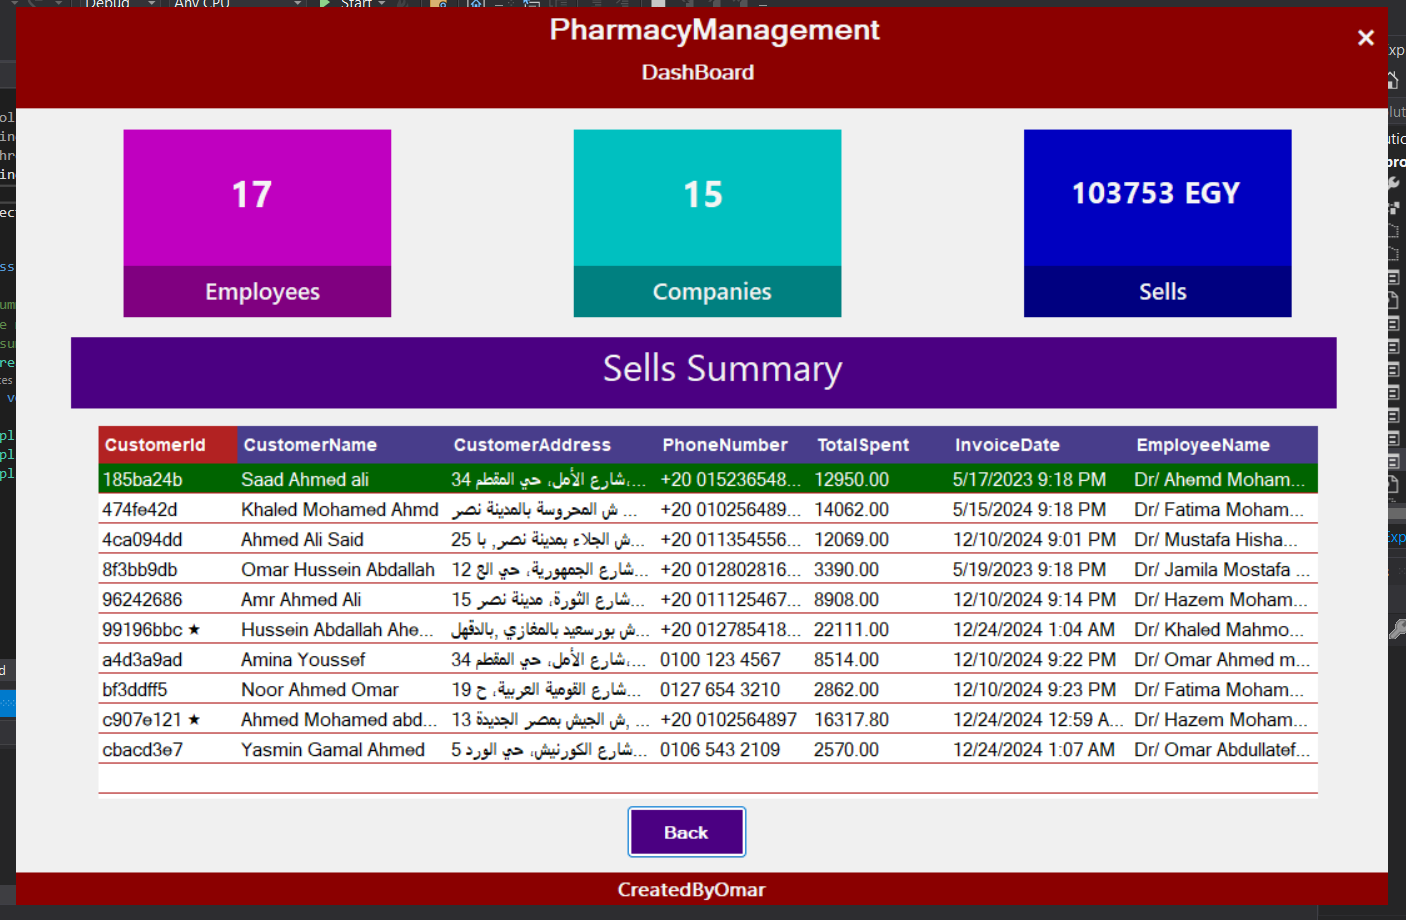 Debug Any CPU Start
PharmacyManagement
DashBoard
17
Employees
15
Companies
103753 EGY
Sells
Sells Summary
CustomerId CustomerName CustomerAddress PhoneNumber TotalSpent InvoiceDate EmployeeName
185ba24b Saad Ahmed ali 34 شارع الأمل، حي المقطم،... +20 015236548... 12950.00 5/17/2023 9:18 PM Dr/ Ahemd Moham...
474fe42d Khaled Mohamed Ahmd ش المحروسة بالمدينة نصر ... +20 010256489... 14062.00 5/15/2024 9:18 PM Dr/ Fatima Moham...
4ca094dd Ahmed Ali Said 25 ش الجلاء بمدينة نصر, با... +20 011354556... 12069.00 12/10/2024 9:01 PM Dr/ Mustafa Hisha...
8f3bb9db Omar Hussein Abdallah 12 شارع الجمهورية، حي الع... +20 012802816... 3390.00 5/19/2023 9:18 PM Dr/ Jamila Mostafa ...
96242686 Amr Ahmed Ali 15 شارع الثورة، مدينة نصر... +20 011125467... 8908.00 12/10/2024 9:14 PM Dr/ Hazem Moham...
99196bbc ★ Hussein Abdallah Ahe... ش بورسعيد بالمغازي ,بالدقهل... +20 012785418... 22111.00 12/24/2024 1:04 AM Dr/ Khaled Mahmo...
a4d3a9ad Amina Youssef 34 شارع الأمل، حي المقطم،... 0100 123 4567 8514.00 12/10/2024 9:22 PM Dr/ Omar Ahmed m...
bf3ddff5 Noor Ahmed Omar 19 شارع القومية العربية، ح... 0127 654 3210 2862.00 12/10/2024 9:23 PM Dr/ Fatima Moham...
c907e121 ★ Ahmed Mohamed abd... 13 ش الجيش بمصر الجديدة, ... +20 0102564897 16317.80 12/24/2024 12:59 A... Dr/ Hazem Moham...
cbacd3e7 Yasmin Gamal Ahmed 5 شارع الكورنيش، حي الورد... 0106 543 2109 2570.00 12/24/2024 1:07 AM Dr/ Omar Abdullatef...
Back
CreatedByOmar